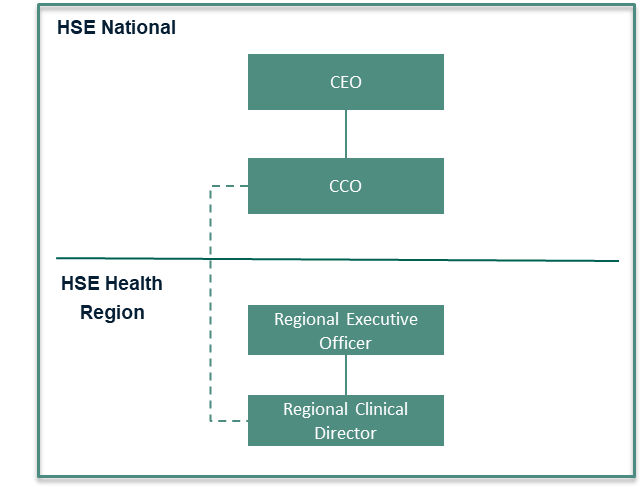 HSE National
CEO
CCO
HSE Health
Region
Regional Executive
Officer
Regional Clinical
Director